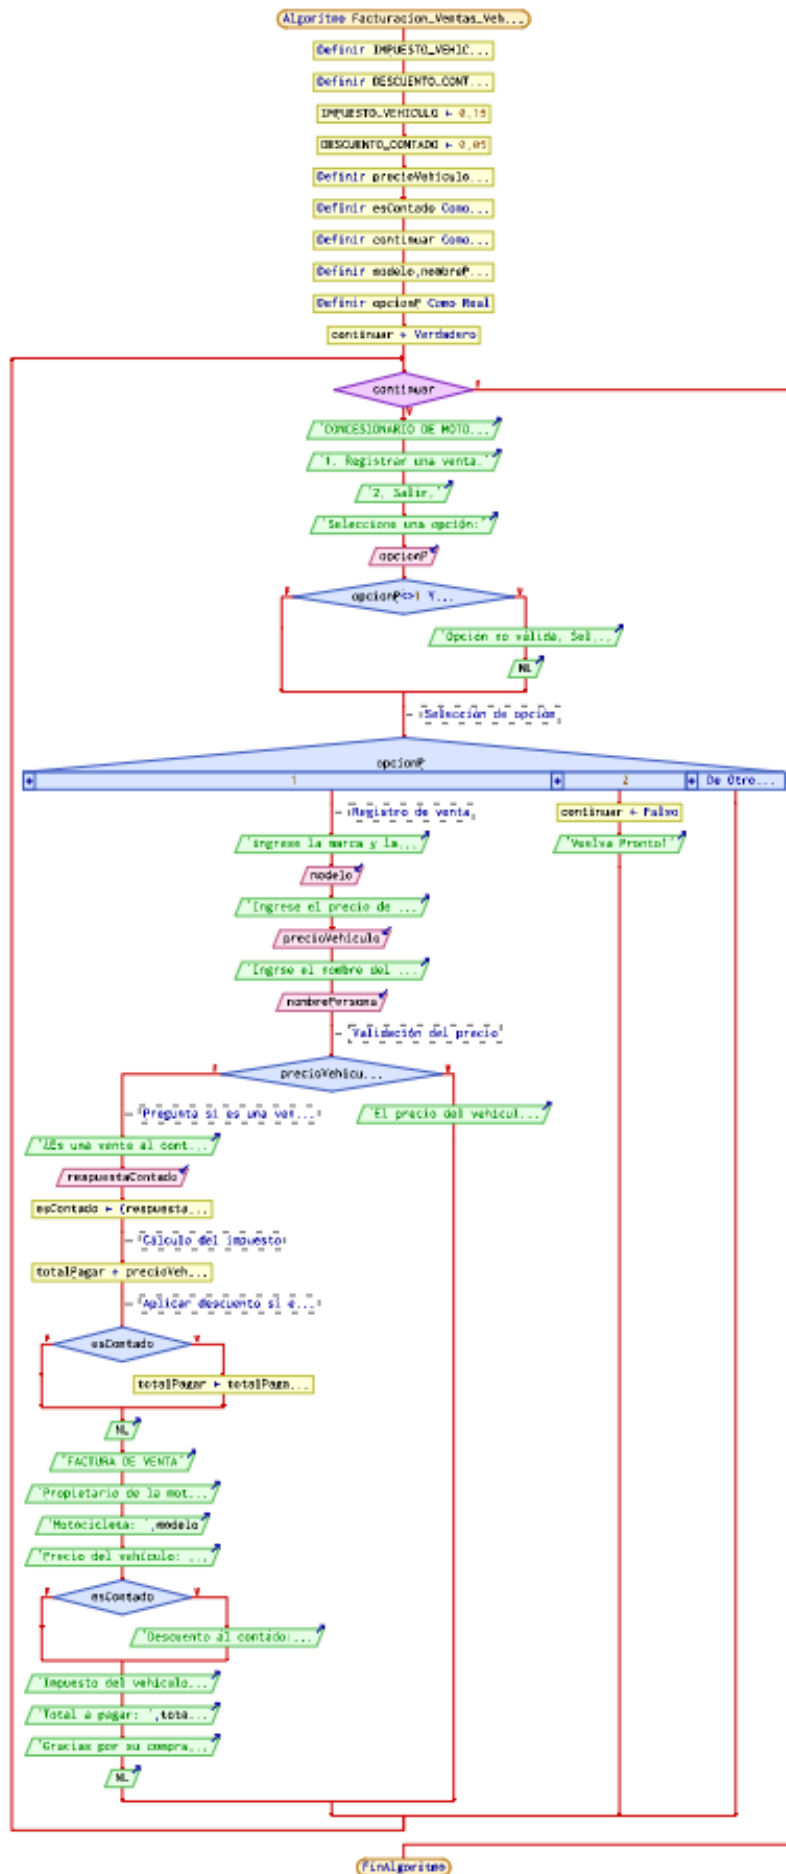 Algoritmo Facturacion_Ventas_Veh...
Definir IMPUESTO_VEHIC...
Definir DESCUENTO_CONT...
IMPUESTO_VEHICULO ← 0.15
DESCUENTO_CONTADO ← 0.05
Definir precioVehiculo...
Definir esContado Como...
Definir continuar Como...
Definir modelo,nombreP...
Definir opcionP Como Real
continuar ← Verdadero
continuar
F
V
'CONCESIONARIO DE MOTO...
'1. Registrar una venta.'
'2. Salir.'
'Seleccione una opción:'
opcionP
F
opcionP<>1 Y...
V
'Opción no válida. Sel...
NL
Selección de opción
opcionP
1
2
De Otro...
Registro de venta
continuar ← Falso
'ingrese la marca y la...
'Vuelva Pronto!'
modelo
'Ingrese el precio de ...
precioVehiculo
'Ingrse el nombre del ...
nombrePersona
Validación del precio
F
precioVehicu...
V
Pregunta si es una ven...
'El precio del vehicul...
'¿Es una venta al cont...
respuestaContado
esContado ← (respuesta...
Cálculo del impuesto
totalPagar ← precioVeh...
Aplicar descuento si e...
F
esContado
V
totalPagar ← totalPaga...
NL
'FACTURA DE VENTA'
'Propietario de la mot...
'Motocicleta: ',modelo
'Precio del vehículo: ...
F
esContado
V
'Descuento al contado:...
'Impuesto del vehiculo...
'Total a pagar: ',tota...
'Gracias por su compra...
NL
FinAlgoritmo